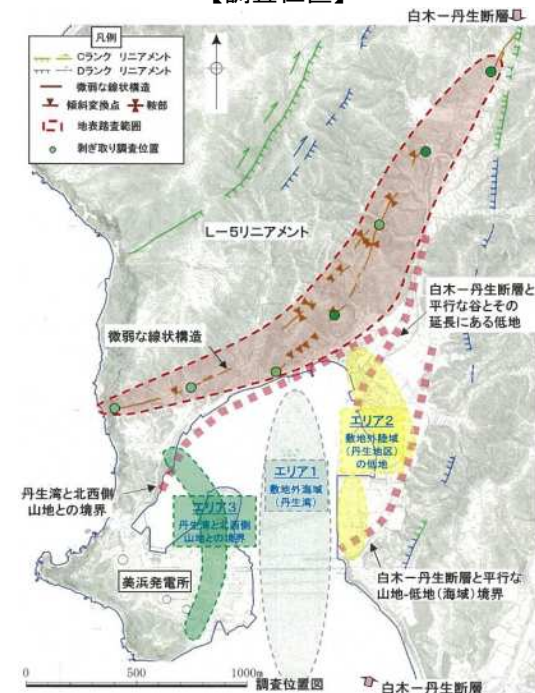 【調査位置】
白木ー丹生断層
凡例
Cランク リニアメント
Dランク リニアメント
微弱な線状構造
傾斜変換点
鞍部
地表踏査範囲
剥ぎ取り調査位置
L－5リニアメント
白木ー丹生断層と
平行な谷とその
延長にある低地
微弱な線状構造
エリア2
敷地外陸域
(丹生地区)
の低地
エリア1
敷地外海域
(丹生湾)
エリア3
丹生湾と北西側
山地との境界
丹生湾と北西側
山地との境界
美浜発電所
白木ー丹生断層と平行な
山地-低地(海域)境界
0 500 1000m
調査位置図
白木ー丹生断層